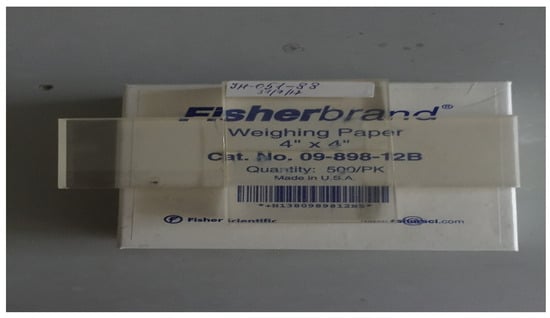 Fisherbrand®
Weighing Paper
4" x 4"
Cat. No. 09-898-12B
Quantity: 500/PK
Made in U.S.A.
Fisher Scientific